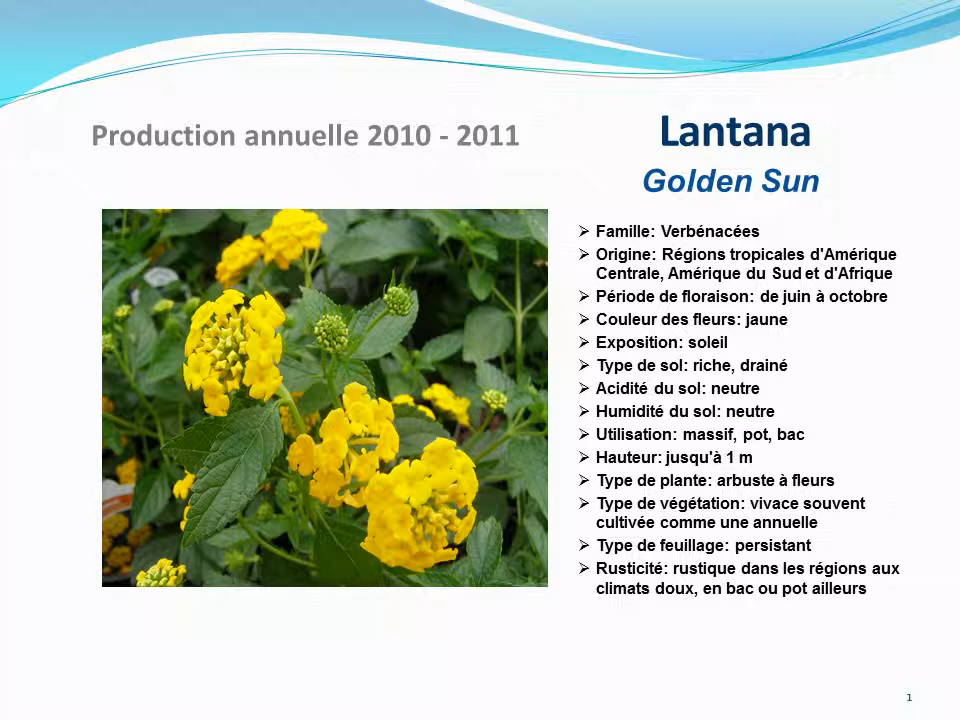 Production annuelle 2010 - 2011
Lantana
Golden Sun
➢ Famille: Verbénacées
➢ Origine: Régions tropicales d'Amérique
Centrale, Amérique du Sud et d'Afrique
➢ Période de floraison: de juin à octobre
➢ Couleur des fleurs: jaune
➢ Exposition: soleil
➢ Type de sol: riche, drainé
➢ Acidité du sol: neutre
➢ Humidité du sol: neutre
➢ Utilisation: massif, pot, bac
➢ Hauteur: jusqu'à 1 m
➢ Type de plante: arbuste à fleurs
➢ Type de végétation: vivace souvent
cultivée comme une annuelle
➢ Type de feuillage: persistant
➢ Rusticité: rustique dans les régions aux
climats doux, en bac ou pot ailleurs
1